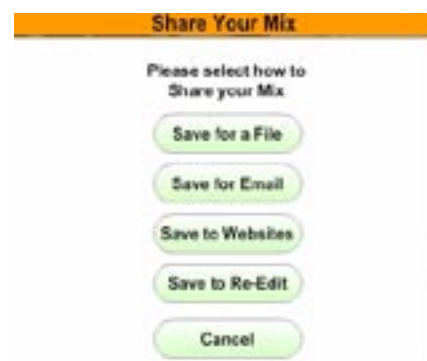 Share Your Mix
Please select how to
Share your Mix
Save for a File
Save for Email
Save to Websites
Save to Re-Edit
Cancel